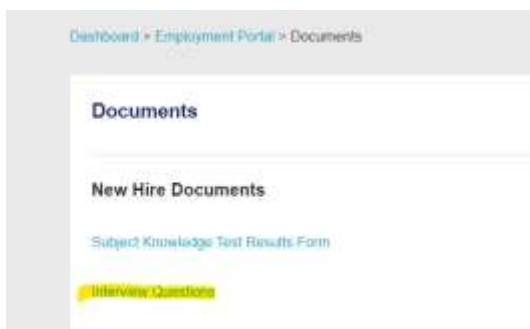 Dashboard > Employment Portal > Documents
Documents
New Hire Documents
Subject Knowledge Test Results Form
Interview Questions